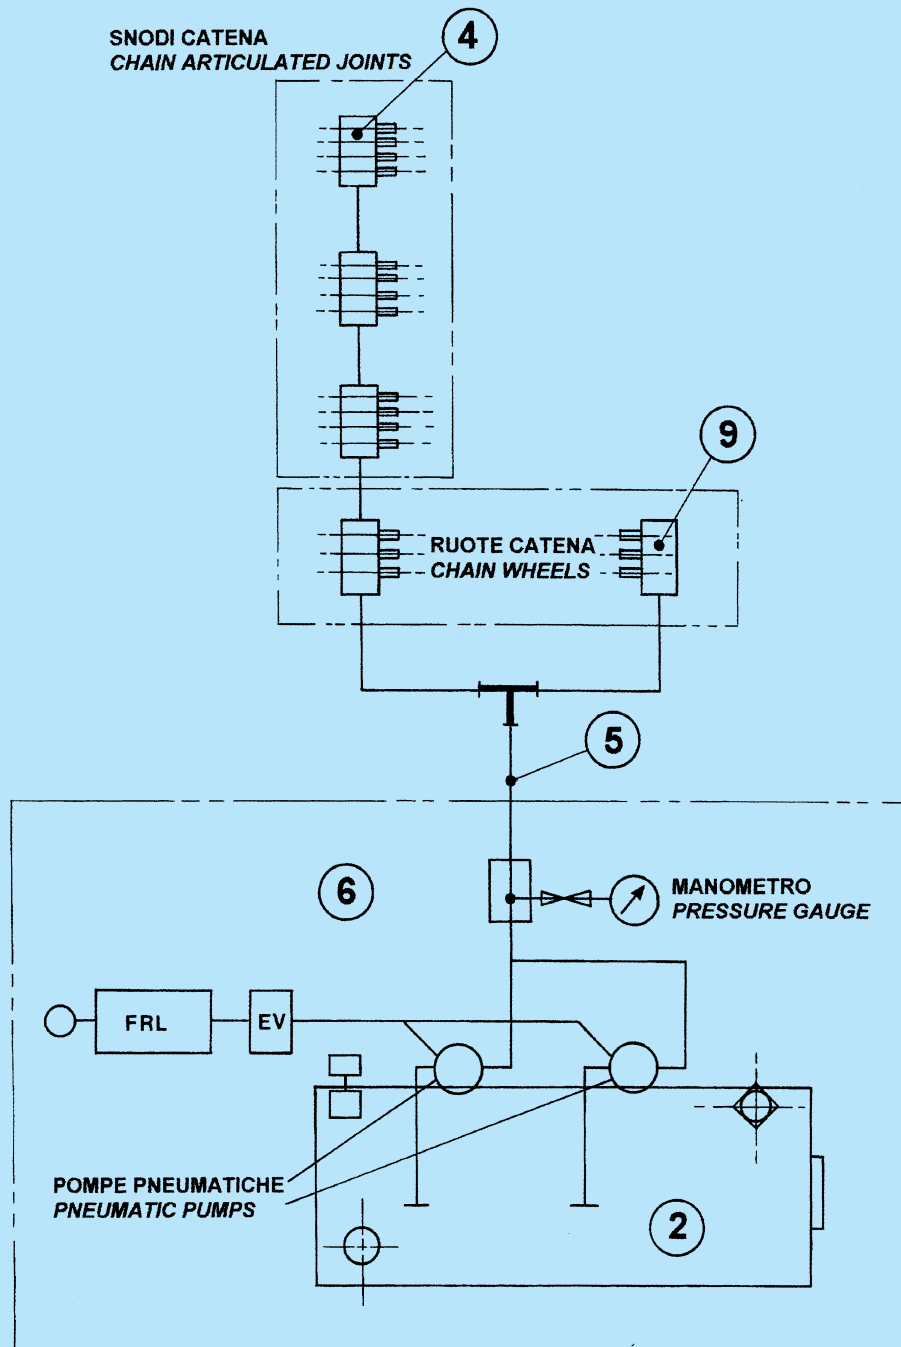 SNODI CATENA
CHAIN ARTICULATED JOINTS
4
9
RUOTE CATENA
CHAIN WHEELS
5
6
MANOMETRO
PRESSURE GAUGE
FRL
EV
POMPE PNEUMATICHE
PNEUMATIC PUMPS
2